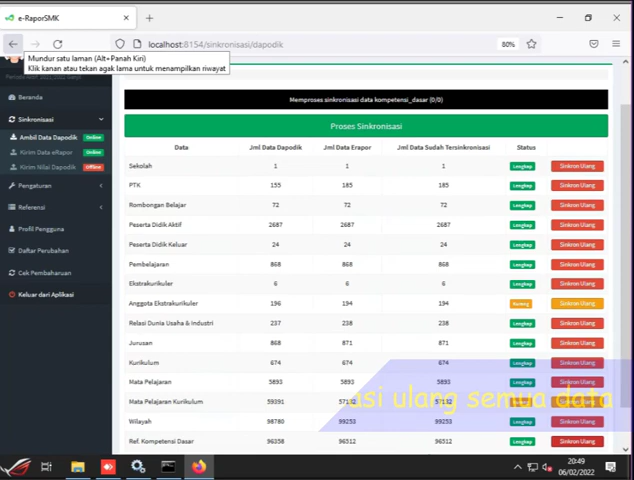 e-RaporSMK
localhost:8154/sinkronisasi/dapodik
80%
Mundur satu laman (Alt+Panah Kiri)
Klik kanan atau tekan agak lama untuk menampilkan riwayat
Beranda
Sinkronisasi
Ambil Data Dapodik Online
Kirim Data eRapor Online
Kirim Nilai Dapodik Offline
Pengaturan
Referensi
Profil Pengguna
Daftar Perubahan
Cek Pembaharuan
Keluar dari Aplikasi
Memproses sinkronisasi data kompetensi_dasar (0/0)
Proses Sinkronisasi
Data Jml Data Dapodik Jml Data Erapor Jml Data Sudah Tersinkronisasi Status
Sekolah 1 1 1 Lengkap Sinkron Ulang
PTK 155 185 185 Lengkap Sinkron Ulang
Rombongan Belajar 72 72 72 Lengkap Sinkron Ulang
Peserta Didik Aktif 2687 2687 2687 Lengkap Sinkron Ulang
Peserta Didik Keluar 24 24 24 Lengkap Sinkron Ulang
Pembelajaran 868 868 868 Lengkap Sinkron Ulang
Ekstrakurikuler 6 6 6 Lengkap Sinkron Ulang
Anggota Ekstrakurikuler 196 194 194 Kurang Sinkron Ulang
Relasi Dunia Usaha & Industri 237 238 238 Lengkap Sinkron Ulang
Jurusan 868 871 871 Lengkap Sinkron Ulang
Kurikulum 674 674 674 Lengkap Sinkron Ulang
Mata Pelajaran 5893 5893 5893 Lengkap Sinkron Ulang
Mata Pelajaran Kurikulum 59391 57132 57132
asi ulang semua data
Wilayah 98780 99253 99253 Lengkap Sinkron Ulang
Ref. Kompetensi Dasar 96358 96512 96512 Lengkap Sinkron Ulang
20:49
06/02/2022